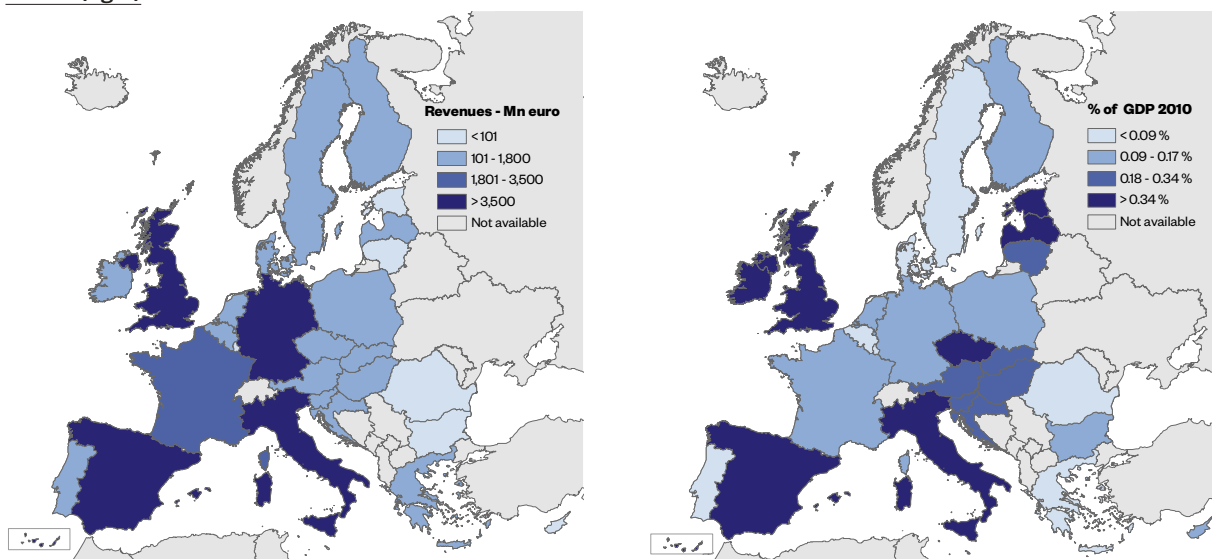 Revenues - Mn euro
<101
101 - 1,800
1,801 - 3,500
> 3,500
Not available
% of GDP 2010
< 0.09 %
0.09 - 0.17 %
0.18 - 0.34 %
> 0.34 %
Not available